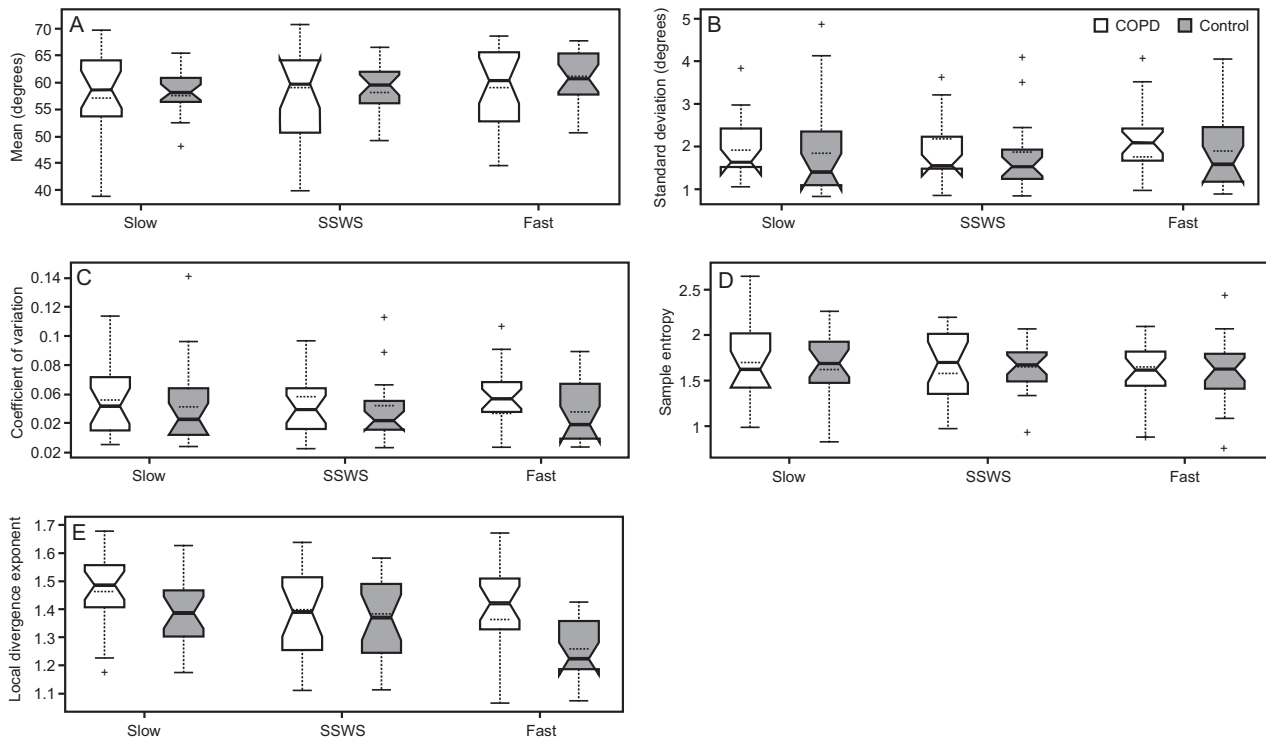 A
Mean (degrees)
70
65
60
55
50
45
40
Slow
SSWS
Fast
B
COPD
Control
Standard deviation (degrees)
5
4
3
2
1
Slow
SSWS
Fast
C
Coefficient of variation
0.14
0.12
0.1
0.08
0.06
0.02
0.02
Slow
SSWS
Fast
D
Sample entropy
2.5
2
1.5
1
Slow
SSWS
Fast
E
Local divergence exponent
1.7
1.6
1.5
1.4
1.3
1.2
1.1
Slow
SSWS
Fast